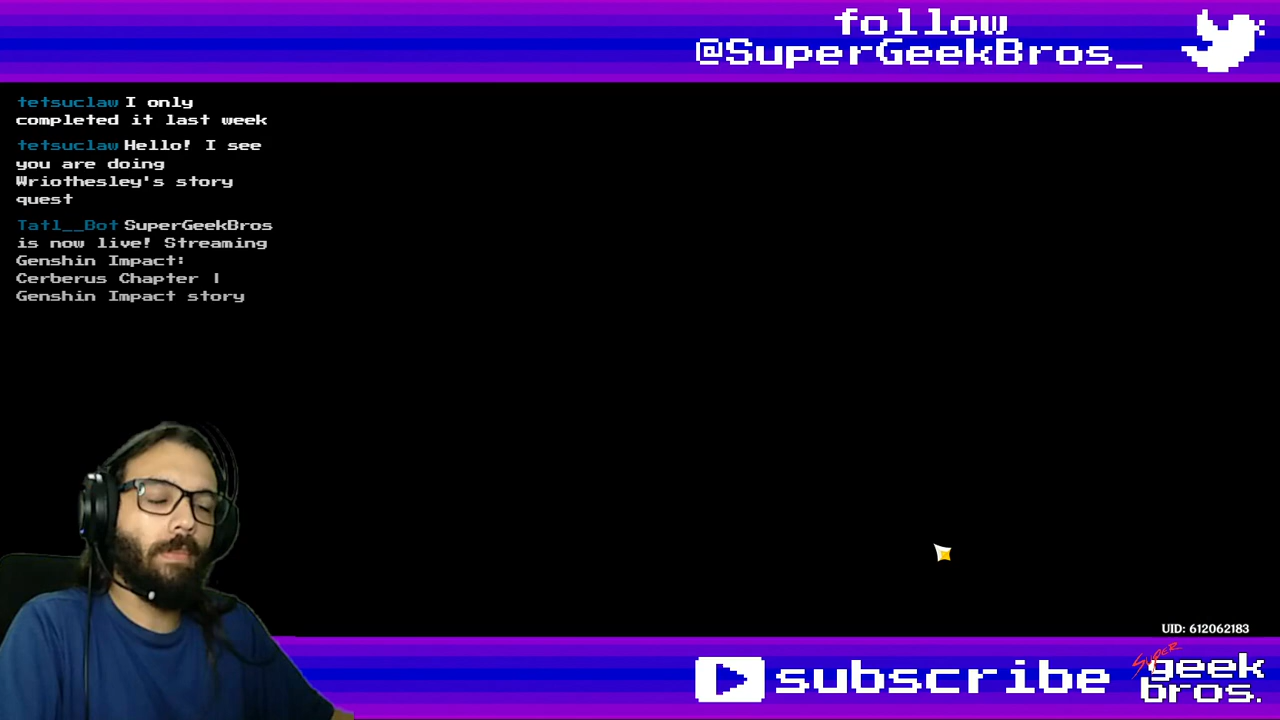 follow
@SuperGeekBros_
tetsuclaw I only
completed it last week
tetsuclaw Hello! I see
you are doing
Wriothesley's story
quest
Tatl__Bot SuperGeekBros
is now live! Streaming
Genshin Impact:
Cerberus Chapter |
Genshin Impact story
UID: 612062183
subscribe
SUPER
geek
bros.